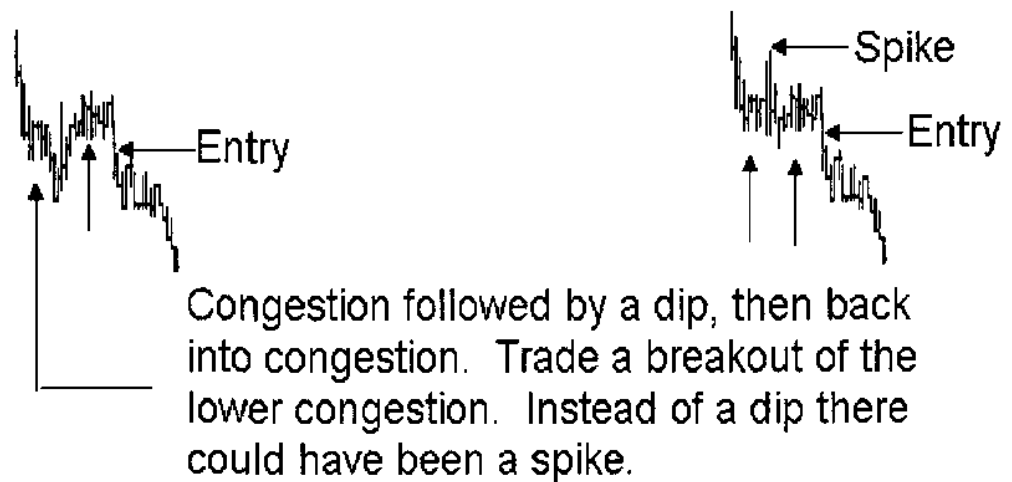 Spike
Entry
Entry
Congestion followed by a dip, then back
into congestion.  Trade a breakout of the
lower congestion.  Instead of a dip there
could have been a spike.